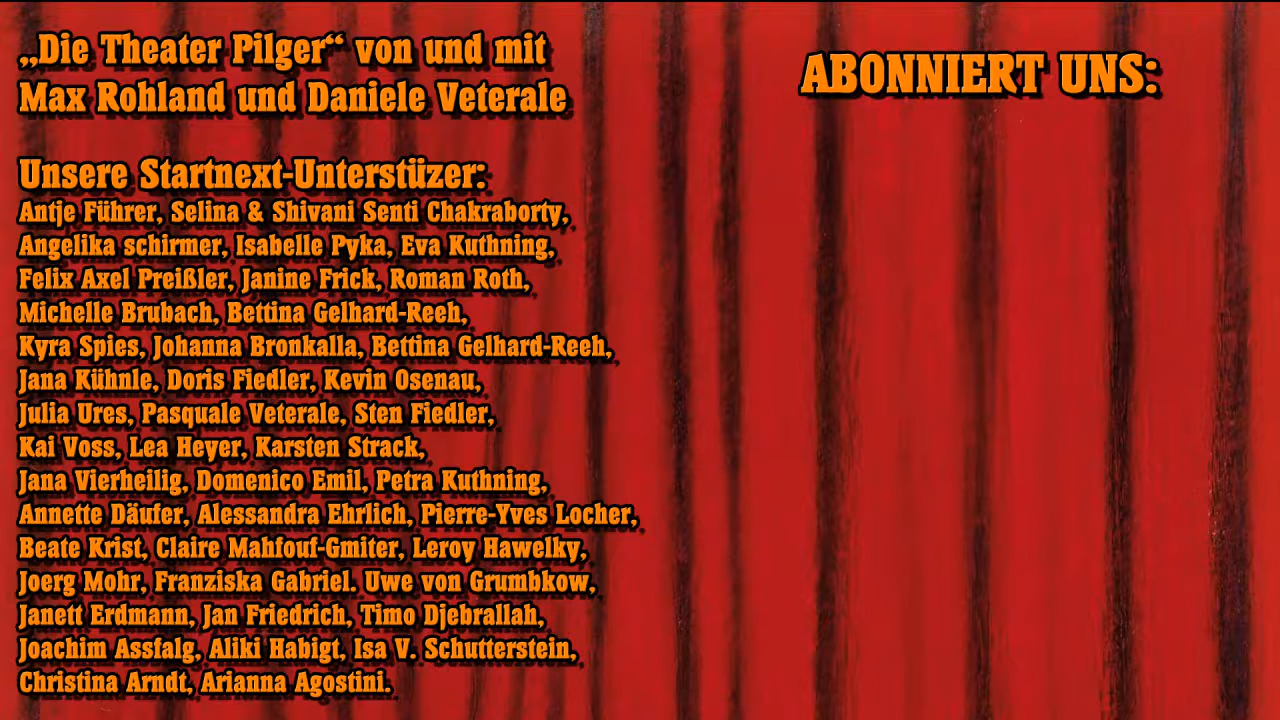 „Die Theater Pilger“ von und mit
Max Rohland und Daniele Veterale
Unsere Startnext-Unterstüzer:
Antje Führer, Selina & Shivani Senti Chakraborty,
Angelika schirmer, Isabelle Pyka, Eva Kuthning,
Felix Axel Preißler, Janine Frick, Roman Roth,
Michelle Brubach, Bettina Gelhard-Reeh,
Kyra Spies, Johanna Bronkalla, Bettina Gelhard-Reeh,
Jana Kühnle, Doris Fiedler, Kevin Osenau,
Julia Ures, Pasquale Veterale, Sten Fiedler,
Kai Voss, Lea Heyer, Karsten Strack,
Jana Vierheilig, Domenico Emil, Petra Kuthning,
Annette Däufer, Alessandra Ehrlich, Pierre-Yves Locher,
Beate Krist, Claire Mahfouf-Gmiter, Leroy Hawelky,
Joerg Mohr, Franziska Gabriel. Uwe von Grumbkow,
Janett Erdmann, Jan Friedrich, Timo Djebrallah,
Joachim Assfalg, Aliki Habigt, Isa V. Schutterstein,
Christina Arndt, Arianna Agostini.
ABONNIERT UNS: